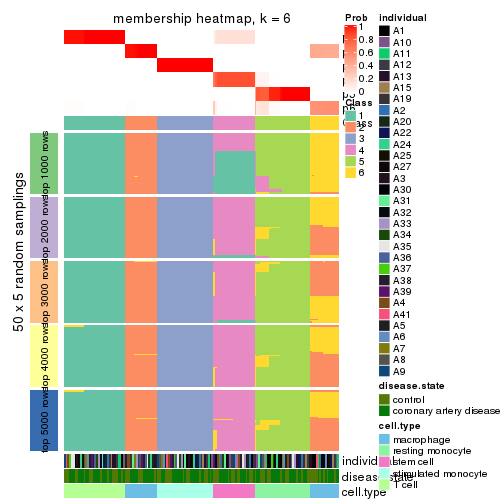 membership heatmap, k = 6
50 x 5 random samplings
top 1000 rows
top 2000 rows
top 3000 rows
top 4000 rows
top 5000 rows
individual
disease.state
cell.type
Prob
1
0.8
0.6
0.4
0.2
0
Class
1
2
3
4
5
6
individual
A1
A10
A11
A12
A13
A15
A19
A2
A20
A22
A24
A25
A27
A3
A30
A31
A32
A33
A34
A35
A36
A37
A38
A39
A4
A41
A5
A6
A7
A8
A9
disease.state
control
coronary artery disease
cell.type
macrophage
resting monocyte
stem cell
stimulated monocyte
T cell